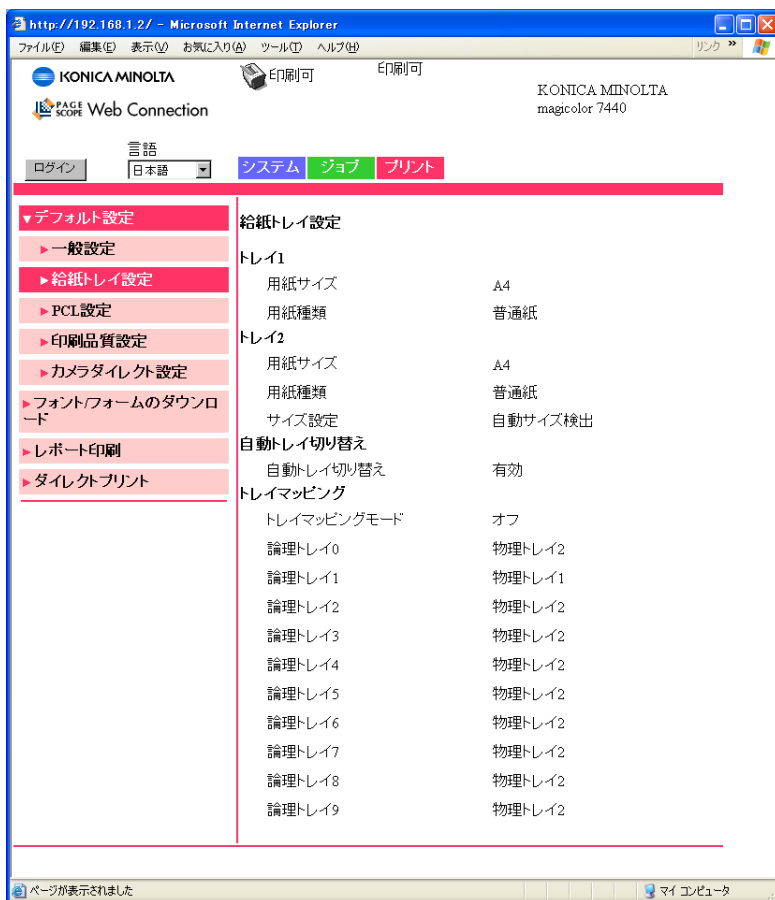 http://192.168.1.2/ - Microsoft Internet Explorer
ファイル(F) 編集(E) 表示(V) お気に入り(A) ツール(T) ヘルプ(H) リンク »
KONICA MINOLTA
印刷可
印刷可
KONICA MINOLTA
magicolor 7440
PAGE SCOPE Web Connection
言語
ログイン
日本語
システム
ジョブ
プリント
▼デフォルト設定
▶一般設定
▶給紙トレイ設定
▶PCL設定
▶印刷品質設定
▶カメラダイレクト設定
▶フォント/フォームのダウンロ
ード
▶レポート印刷
▶ダイレクトプリント
給紙トレイ設定
トレイ1
用紙サイズ A4
用紙種類 普通紙
トレイ2
用紙サイズ A4
用紙種類 普通紙
サイズ設定 自動サイズ検出
自動トレイ切り替え
自動トレイ切り替え 有効
トレイマッピング
トレイマッピングモード オフ
論理トレイ0 物理トレイ2
論理トレイ1 物理トレイ1
論理トレイ2 物理トレイ2
論理トレイ3 物理トレイ2
論理トレイ4 物理トレイ2
論理トレイ5 物理トレイ2
論理トレイ6 物理トレイ2
論理トレイ7 物理トレイ2
論理トレイ8 物理トレイ2
論理トレイ9 物理トレイ2
ページが表示されました
マイ コンピュータ